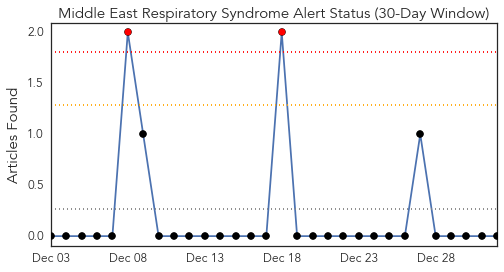 Middle East Respiratory Syndrome Alert Status (30-Day Window)
Articles Found
2.0
1.5
1.0
0.5
0.0
Dec 03 Dec 08 Dec 13 Dec 18 Dec 23 Dec 28